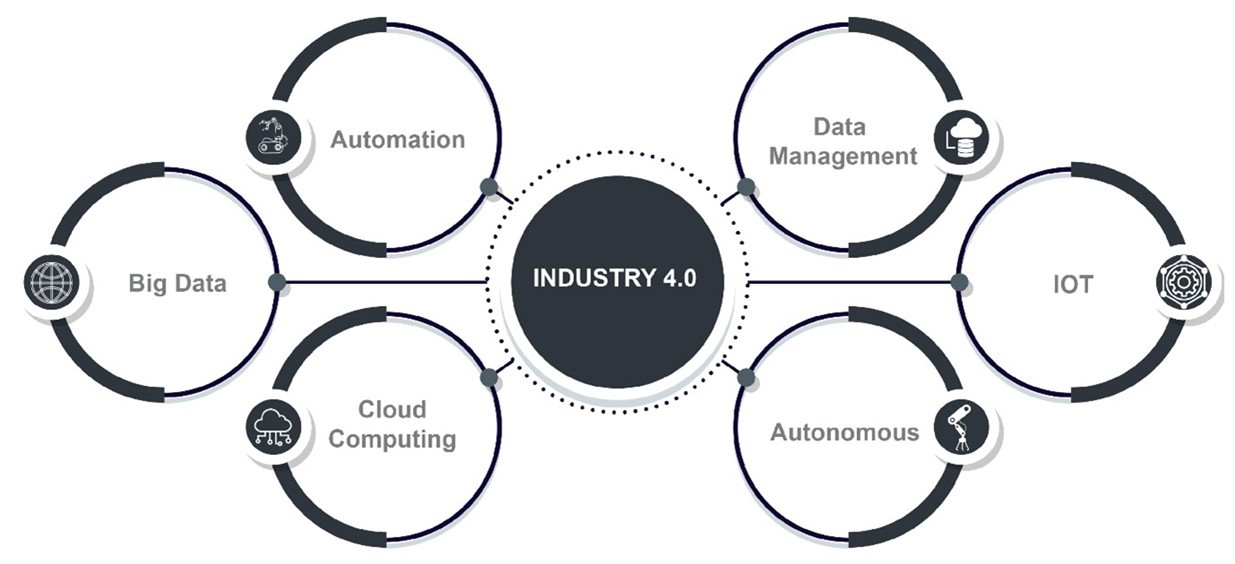 Automation
Data
Management
Big Data
INDUSTRY 4.0
IOT
Cloud
Computing
Autonomous